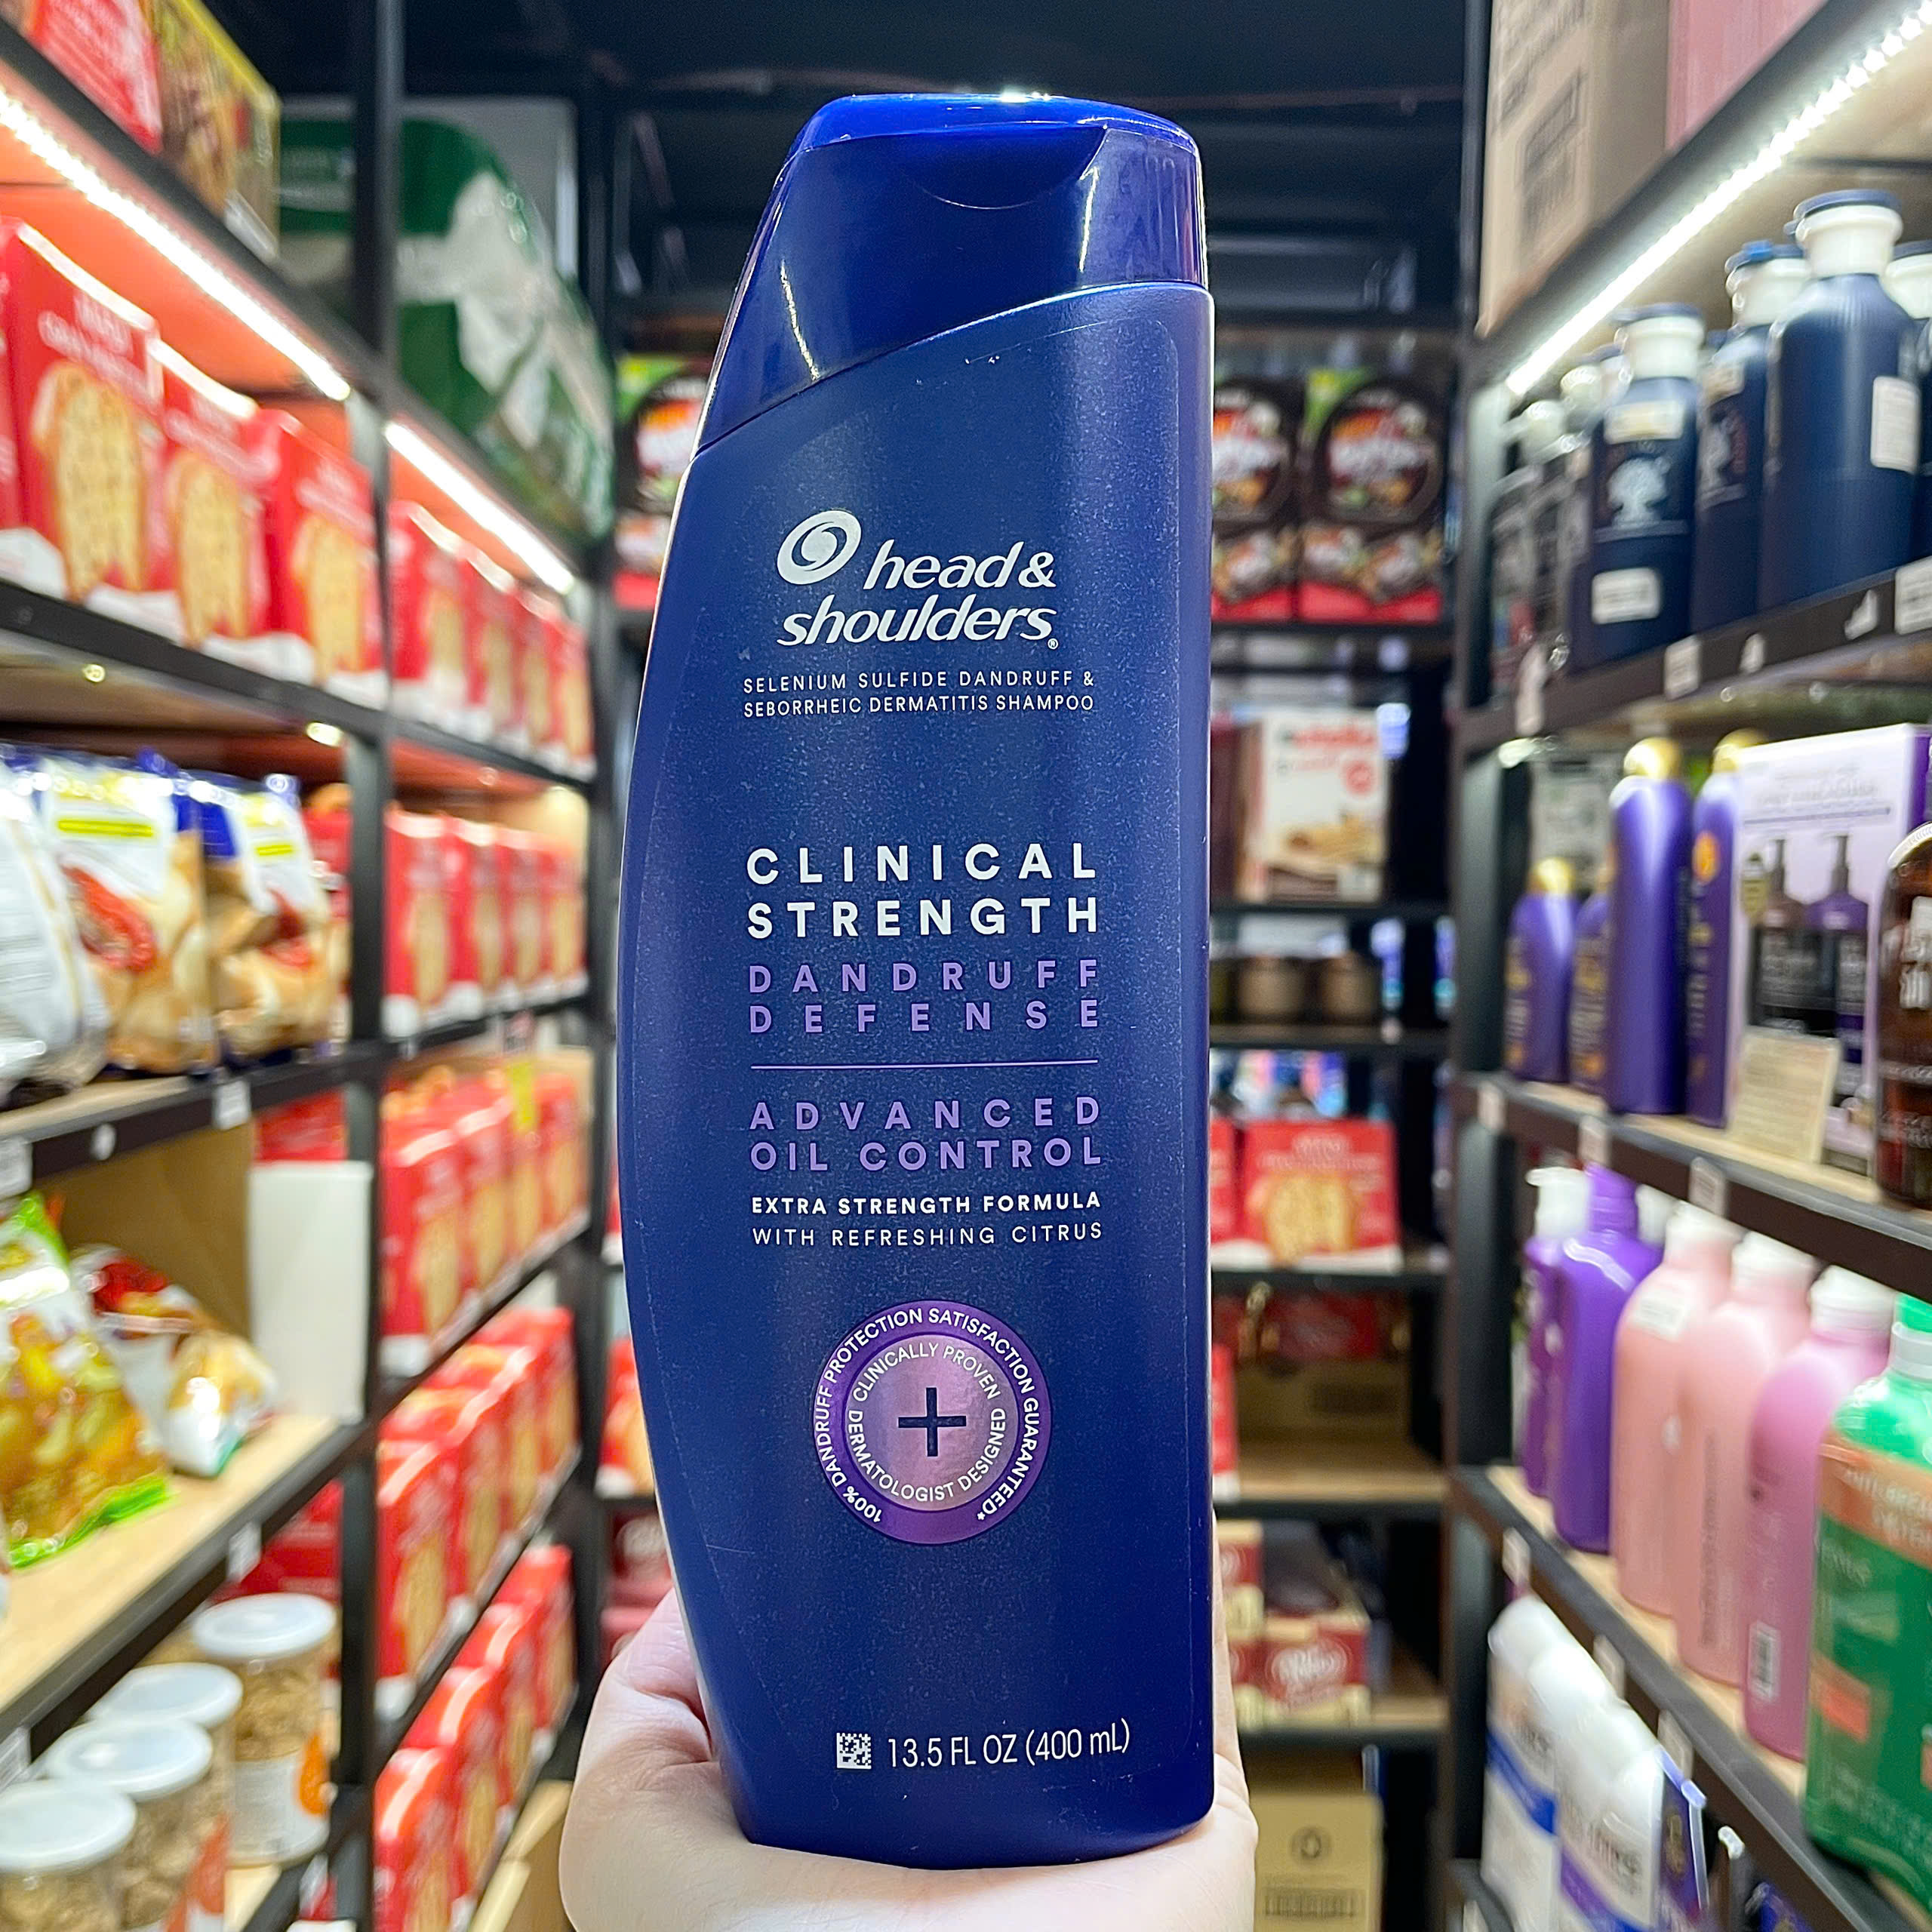 head &
shoulders®
SELENIUM SULFIDE DANDRUFF &
SEBORRHEIC DERMATITIS SHAMPOO
CLINICAL
STRENGTH
DANDRUFF
DEFENSE
ADVANCED
OIL CONTROL
EXTRA STRENGTH FORMULA
WITH REFRESHING CITRUS
100% DANDRUFF PROTECTION SATISFACTION GUARANTEED*
CLINICALLY PROVEN
DERMATOLOGIST DESIGNED
13.5 FL OZ (400 mL)